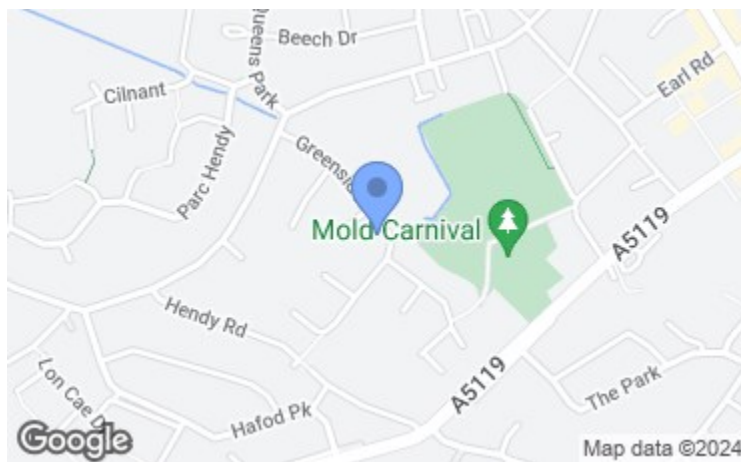 Beech Dr
Queens Park
Earl Rd
Cilnant
Greensi
Parc Hendy
Mold Carnival
A5119
Hendy Rd
A5119
Lon Cae D
The Park
Hafod Pk
Google
Map data ©2024